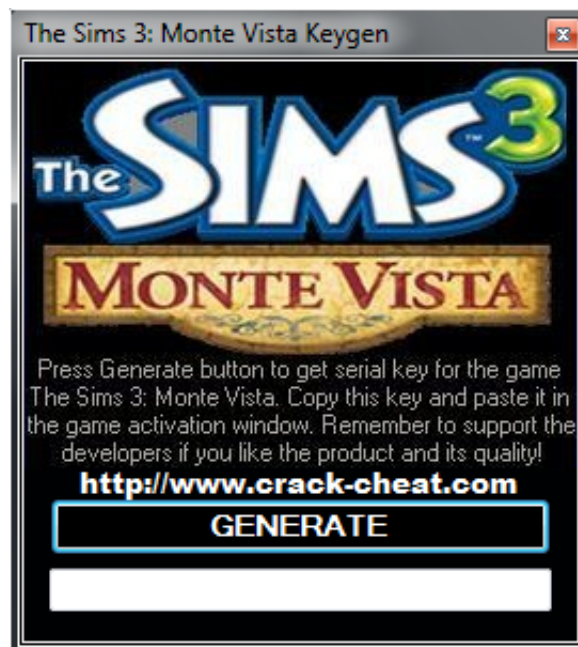 The Sims 3: Monte Vista Keygen
The SIMS 3
™
MONTE VISTA
Press Generate button to get serial key for the game
The Sims 3: Monte Vista. Copy this key and paste it in
the game activation window. Remember to support the
developers if you like the product and its quality!
http://www.crack-cheat.com
GENERATE